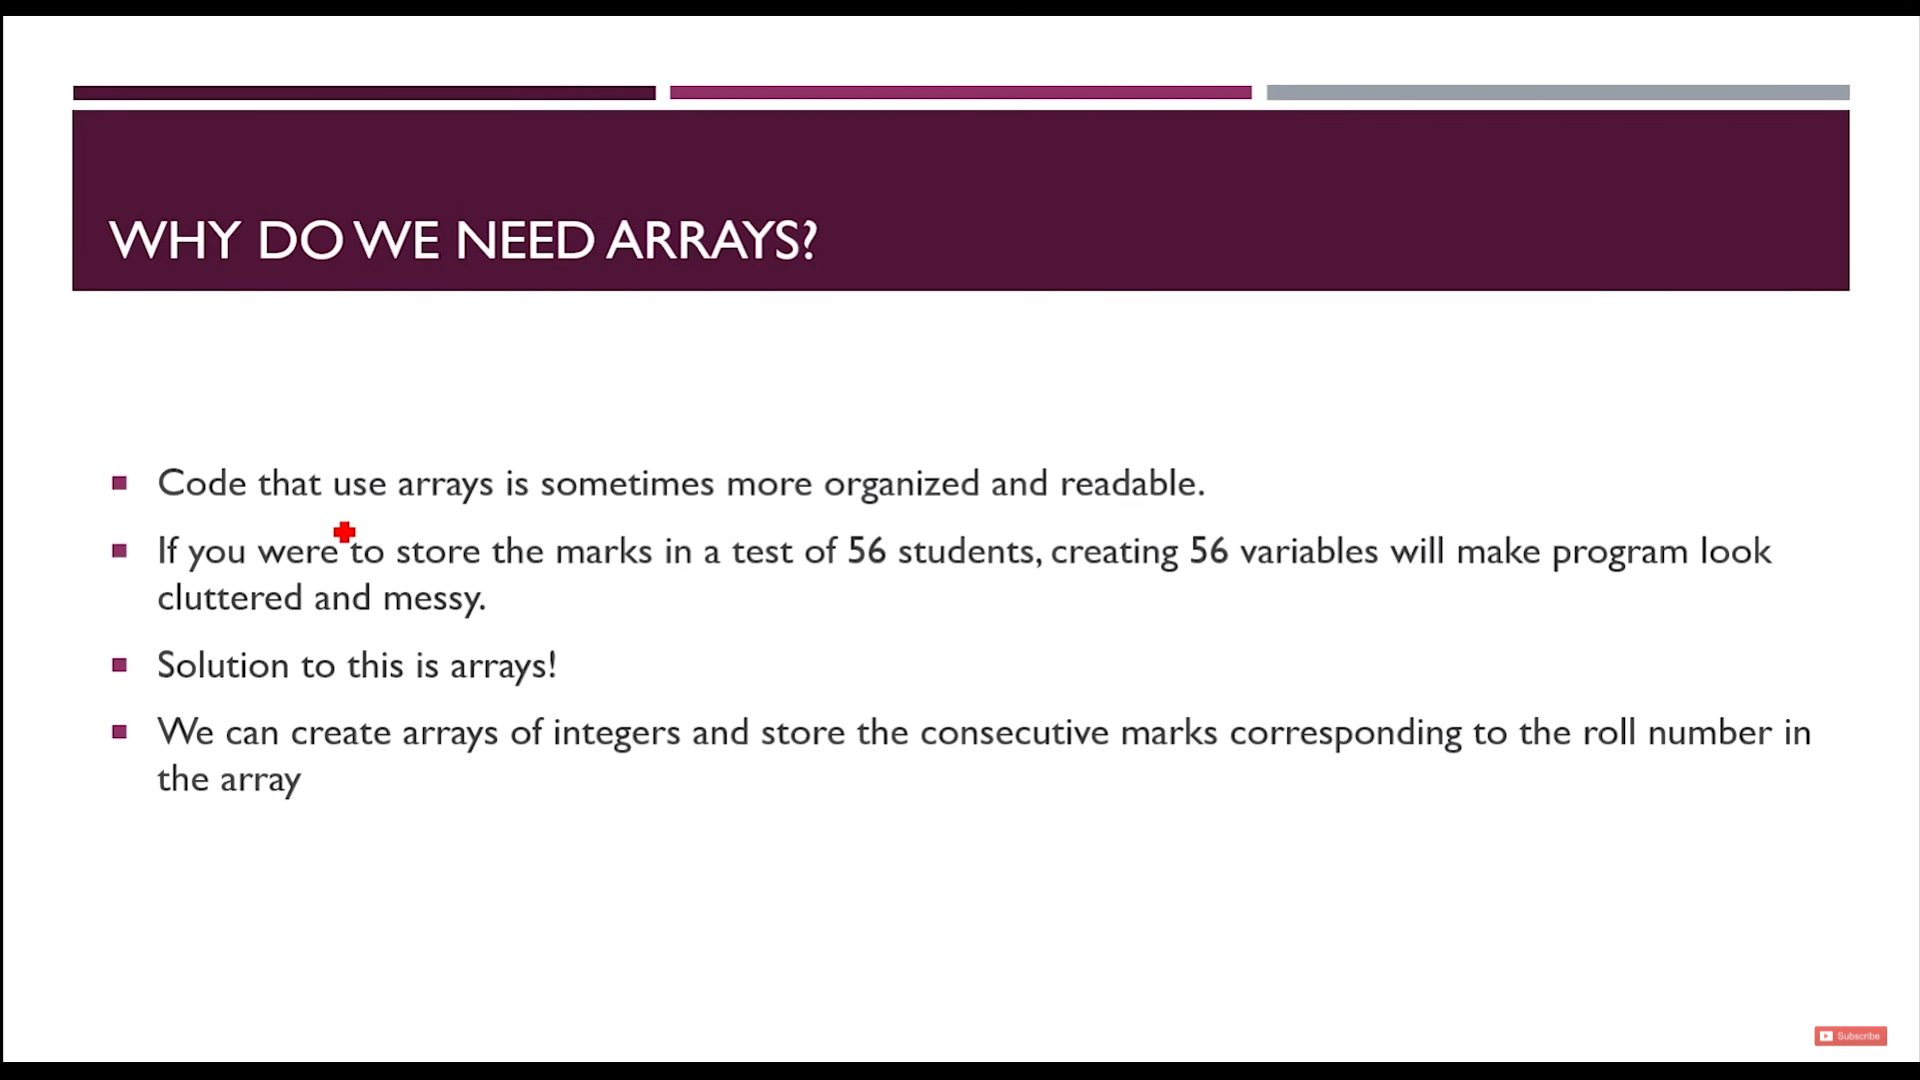 WHY DO WE NEED ARRAYS?
Code that use arrays is sometimes more organized and readable.
If you were to store the marks in a test of 56 students, creating 56 variables will make program look
cluttered and messy.
Solution to this is arrays!
We can create arrays of integers and store the consecutive marks corresponding to the roll number in
the array
Subscribe